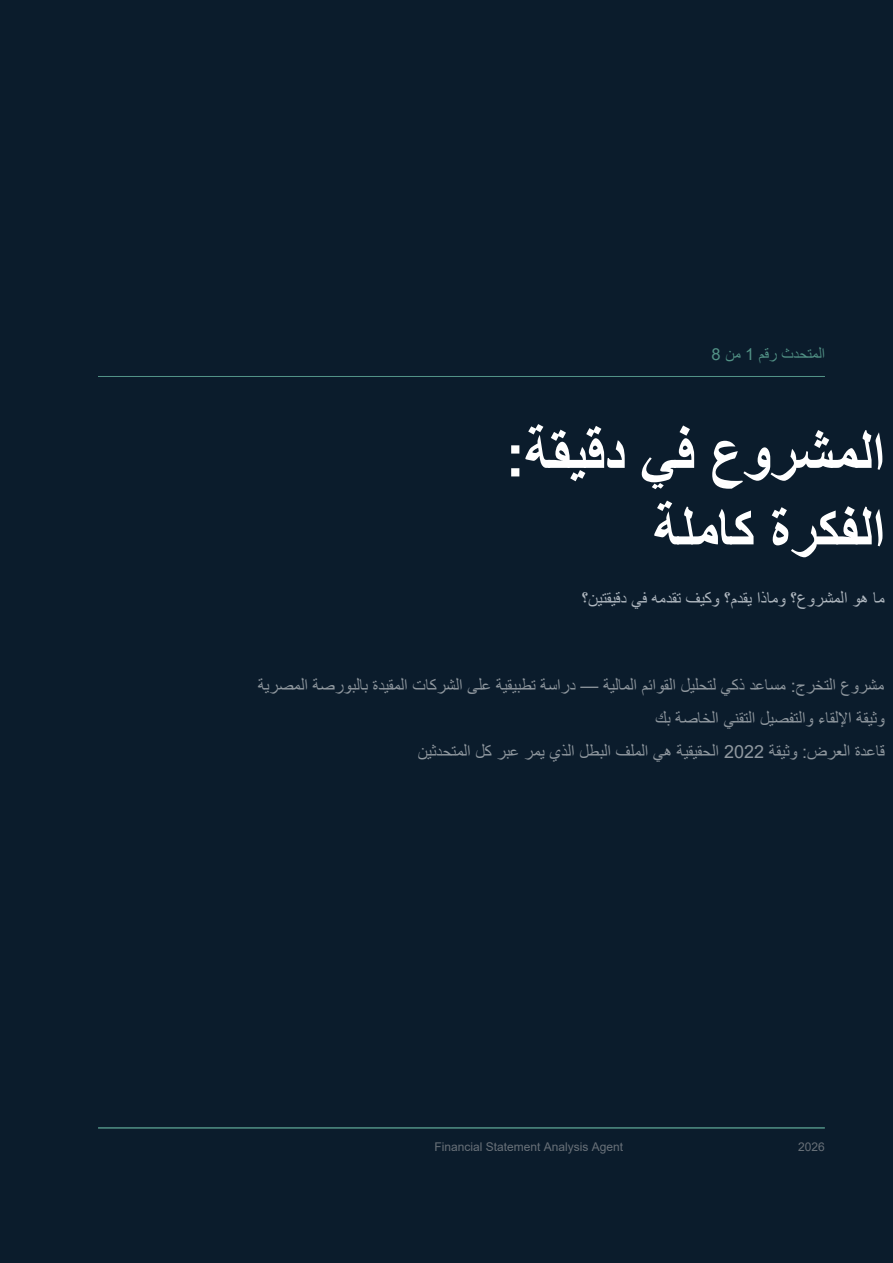 المتحدث رقم 1 من 8
المشروع في دقيقة:
الفكرة كاملة
ما هو المشروع؟ وماذا يقدم؟ وكيف تقدمه في دقيقتين؟
مشروع التخرج: مساعد ذكي لتحليل القوائم المالية — دراسة تطبيقية على الشركات المقيدة بالبورصة المصرية
وثيقة الإلقاء والتفصيل التقني الخاصة بك
قاعدة العرض: وثيقة 2022 الحقيقية هي الملف البطل الذي يمر عبر كل المتحدثين
Financial Statement Analysis Agent 2026